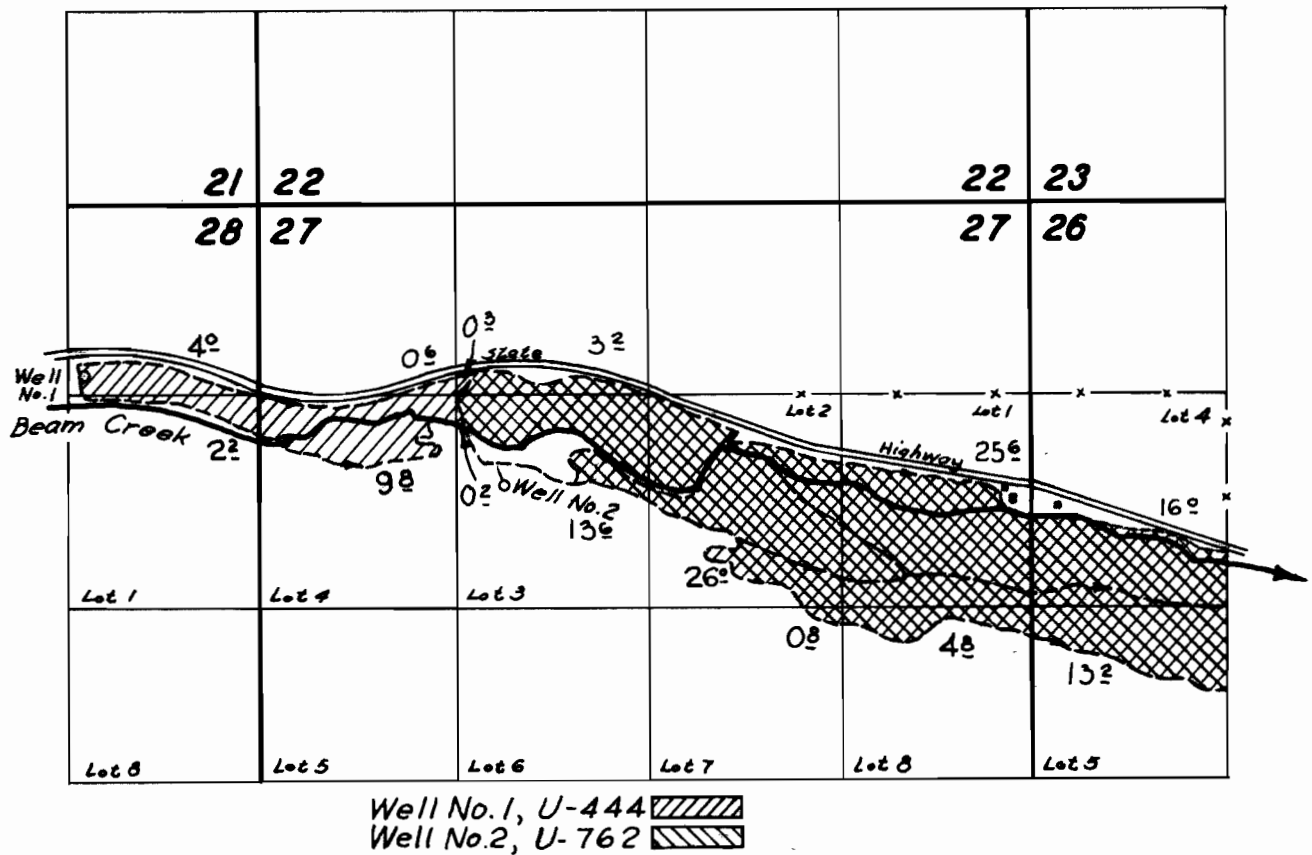 21 22
22 23
28 27
27 26
0³
State
4⁰
0⁶
3²
Well
No.1
Lot 2
Lot 1
Lot 4
Beam Creek
Highway
25⁶
2²
9⁸
0²
Well No.2
13⁶
16⁰
26⁰
Lot 1
Lot 4
Lot 3
0⁸
4⁸
13²
Lot 8
Lot 5
Lot 6
Lot 7
Lot 8
Lot 5
Well No.1, U-444
Well No.2, U-762